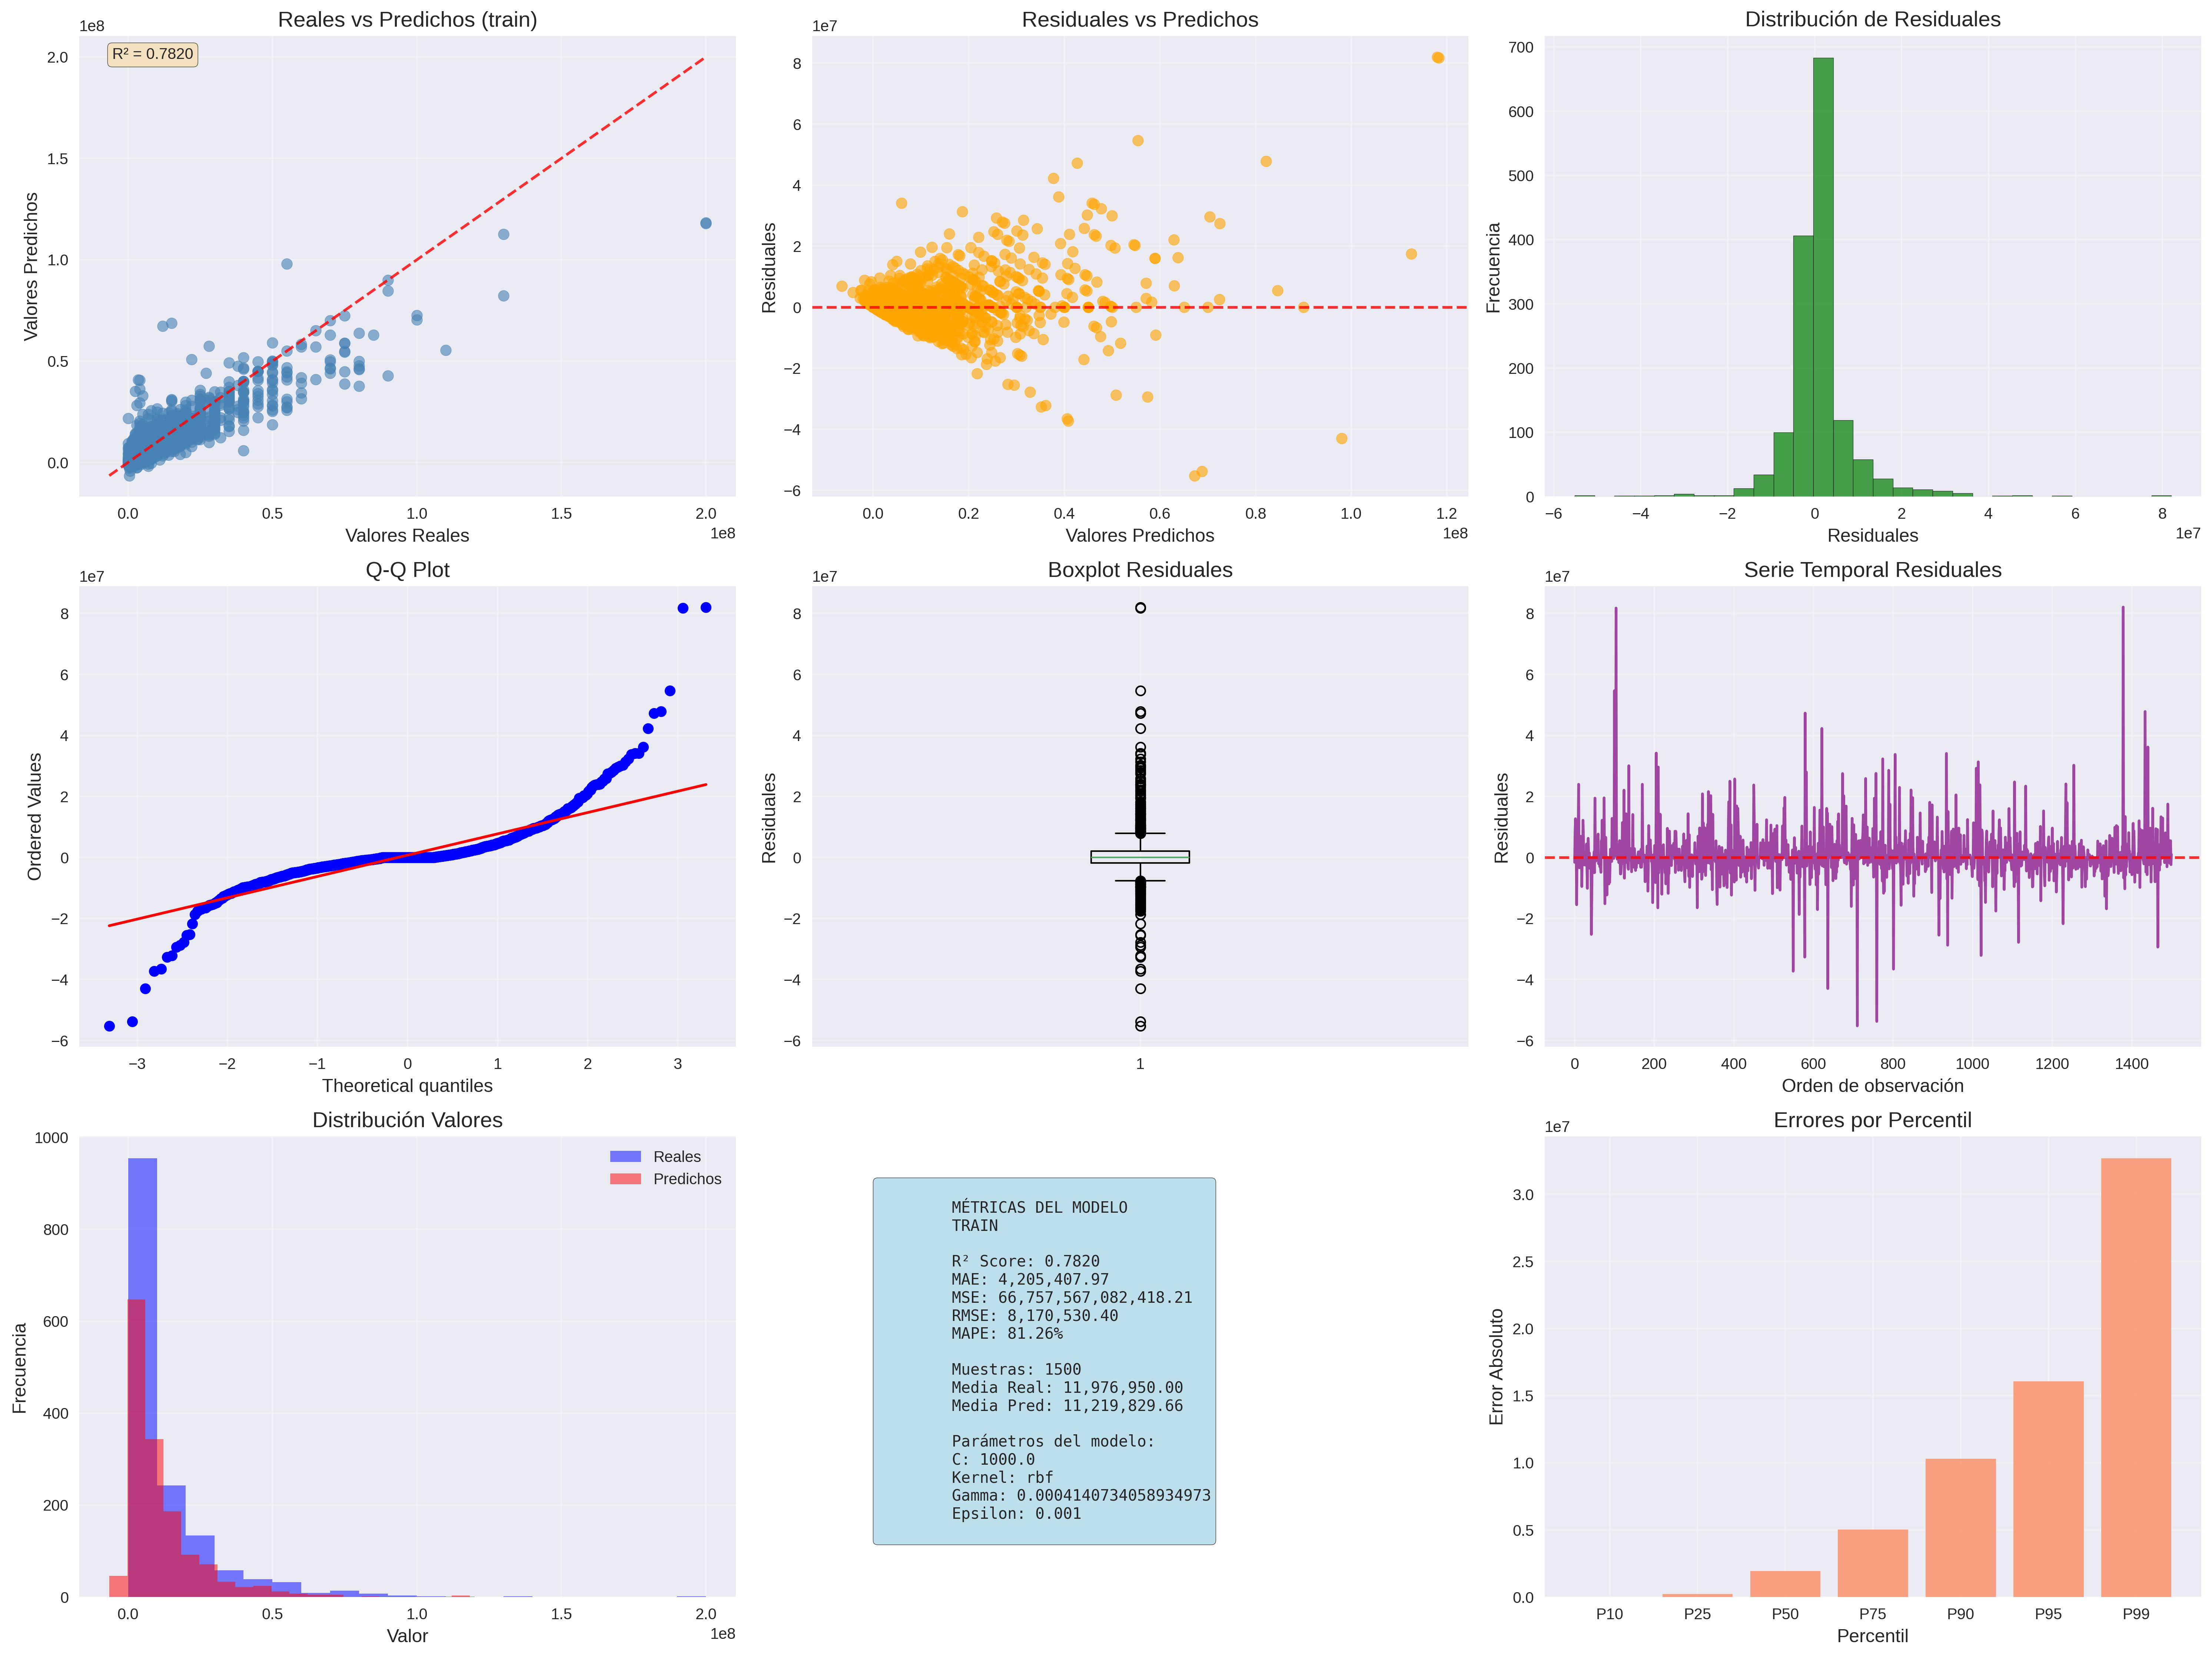 Reales vs Predichos (train)
1e8
R² = 0.7820
2.0
1.5
1.0
0.5
0.0
Valores Predichos
0.0 0.5 1.0 1.5 2.0
1e8
Valores Reales
Residuales vs Predichos
1e7
8
6
4
2
0
−2
−4
−6
Residuales
0.0 0.2 0.4 0.6 0.8 1.0 1.2
1e8
Valores Predichos
Distribución de Residuales
700
600
500
400
300
200
100
0
Frecuencia
−6 −4 −2 0 2 4 6 8
1e7
Residuales
Q-Q Plot
1e7
8
6
4
2
0
−2
−4
−6
Ordered Values
−3 −2 −1 0 1 2 3
Theoretical quantiles
Boxplot Residuales
1e7
8
6
4
2
0
−2
−4
−6
Residuales
1
Serie Temporal Residuales
1e7
8
6
4
2
0
−2
−4
−6
Residuales
0 200 400 600 800 1000 1200 1400
Orden de observación
Distribución Valores
1000
800
600
400
200
0
Frecuencia
Reales
Predichos
0.0 0.5 1.0 1.5 2.0
1e8
Valor
MÉTRICAS DEL MODELO
TRAIN
R² Score: 0.7820
MAE: 4,205,407.97
MSE: 66,757,567,082,418.21
RMSE: 8,170,530.40
MAPE: 81.26%
Muestras: 1500
Media Real: 11,976,950.00
Media Pred: 11,219,829.66
Parámetros del modelo:
C: 1000.0
Kernel: rbf
Gamma: 0.0004140734058934973
Epsilon: 0.001
Errores por Percentil
1e7
3.0
2.5
2.0
1.5
1.0
0.5
0.0
Error Absoluto
P10 P25 P50 P75 P90 P95 P99
Percentil